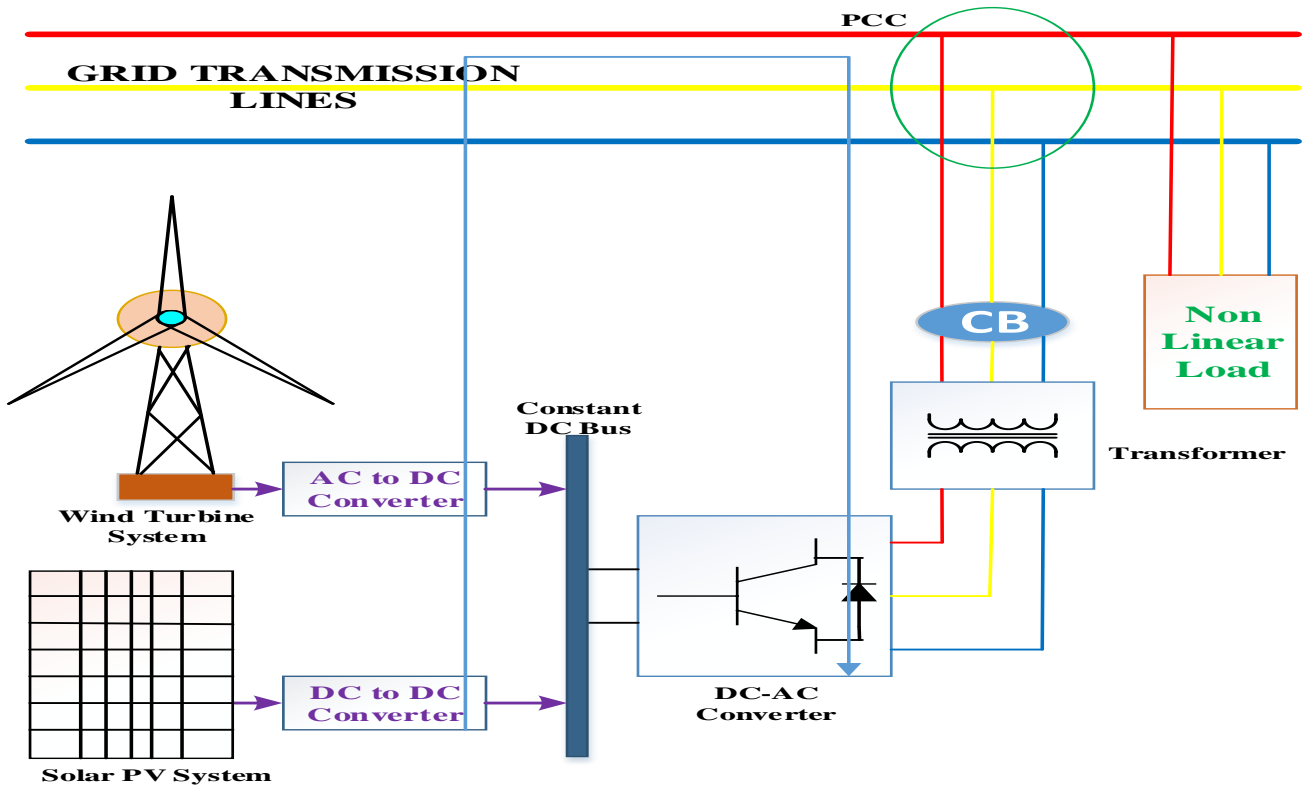 PCC
GRID TRANSMISSION
LINES
CB
Non
Linear
Load
Constant
DC Bus
Transformer
AC to DC
Converter
Wind Turbine
System
DC to DC
Converter
DC-AC
Converter
Solar PV System